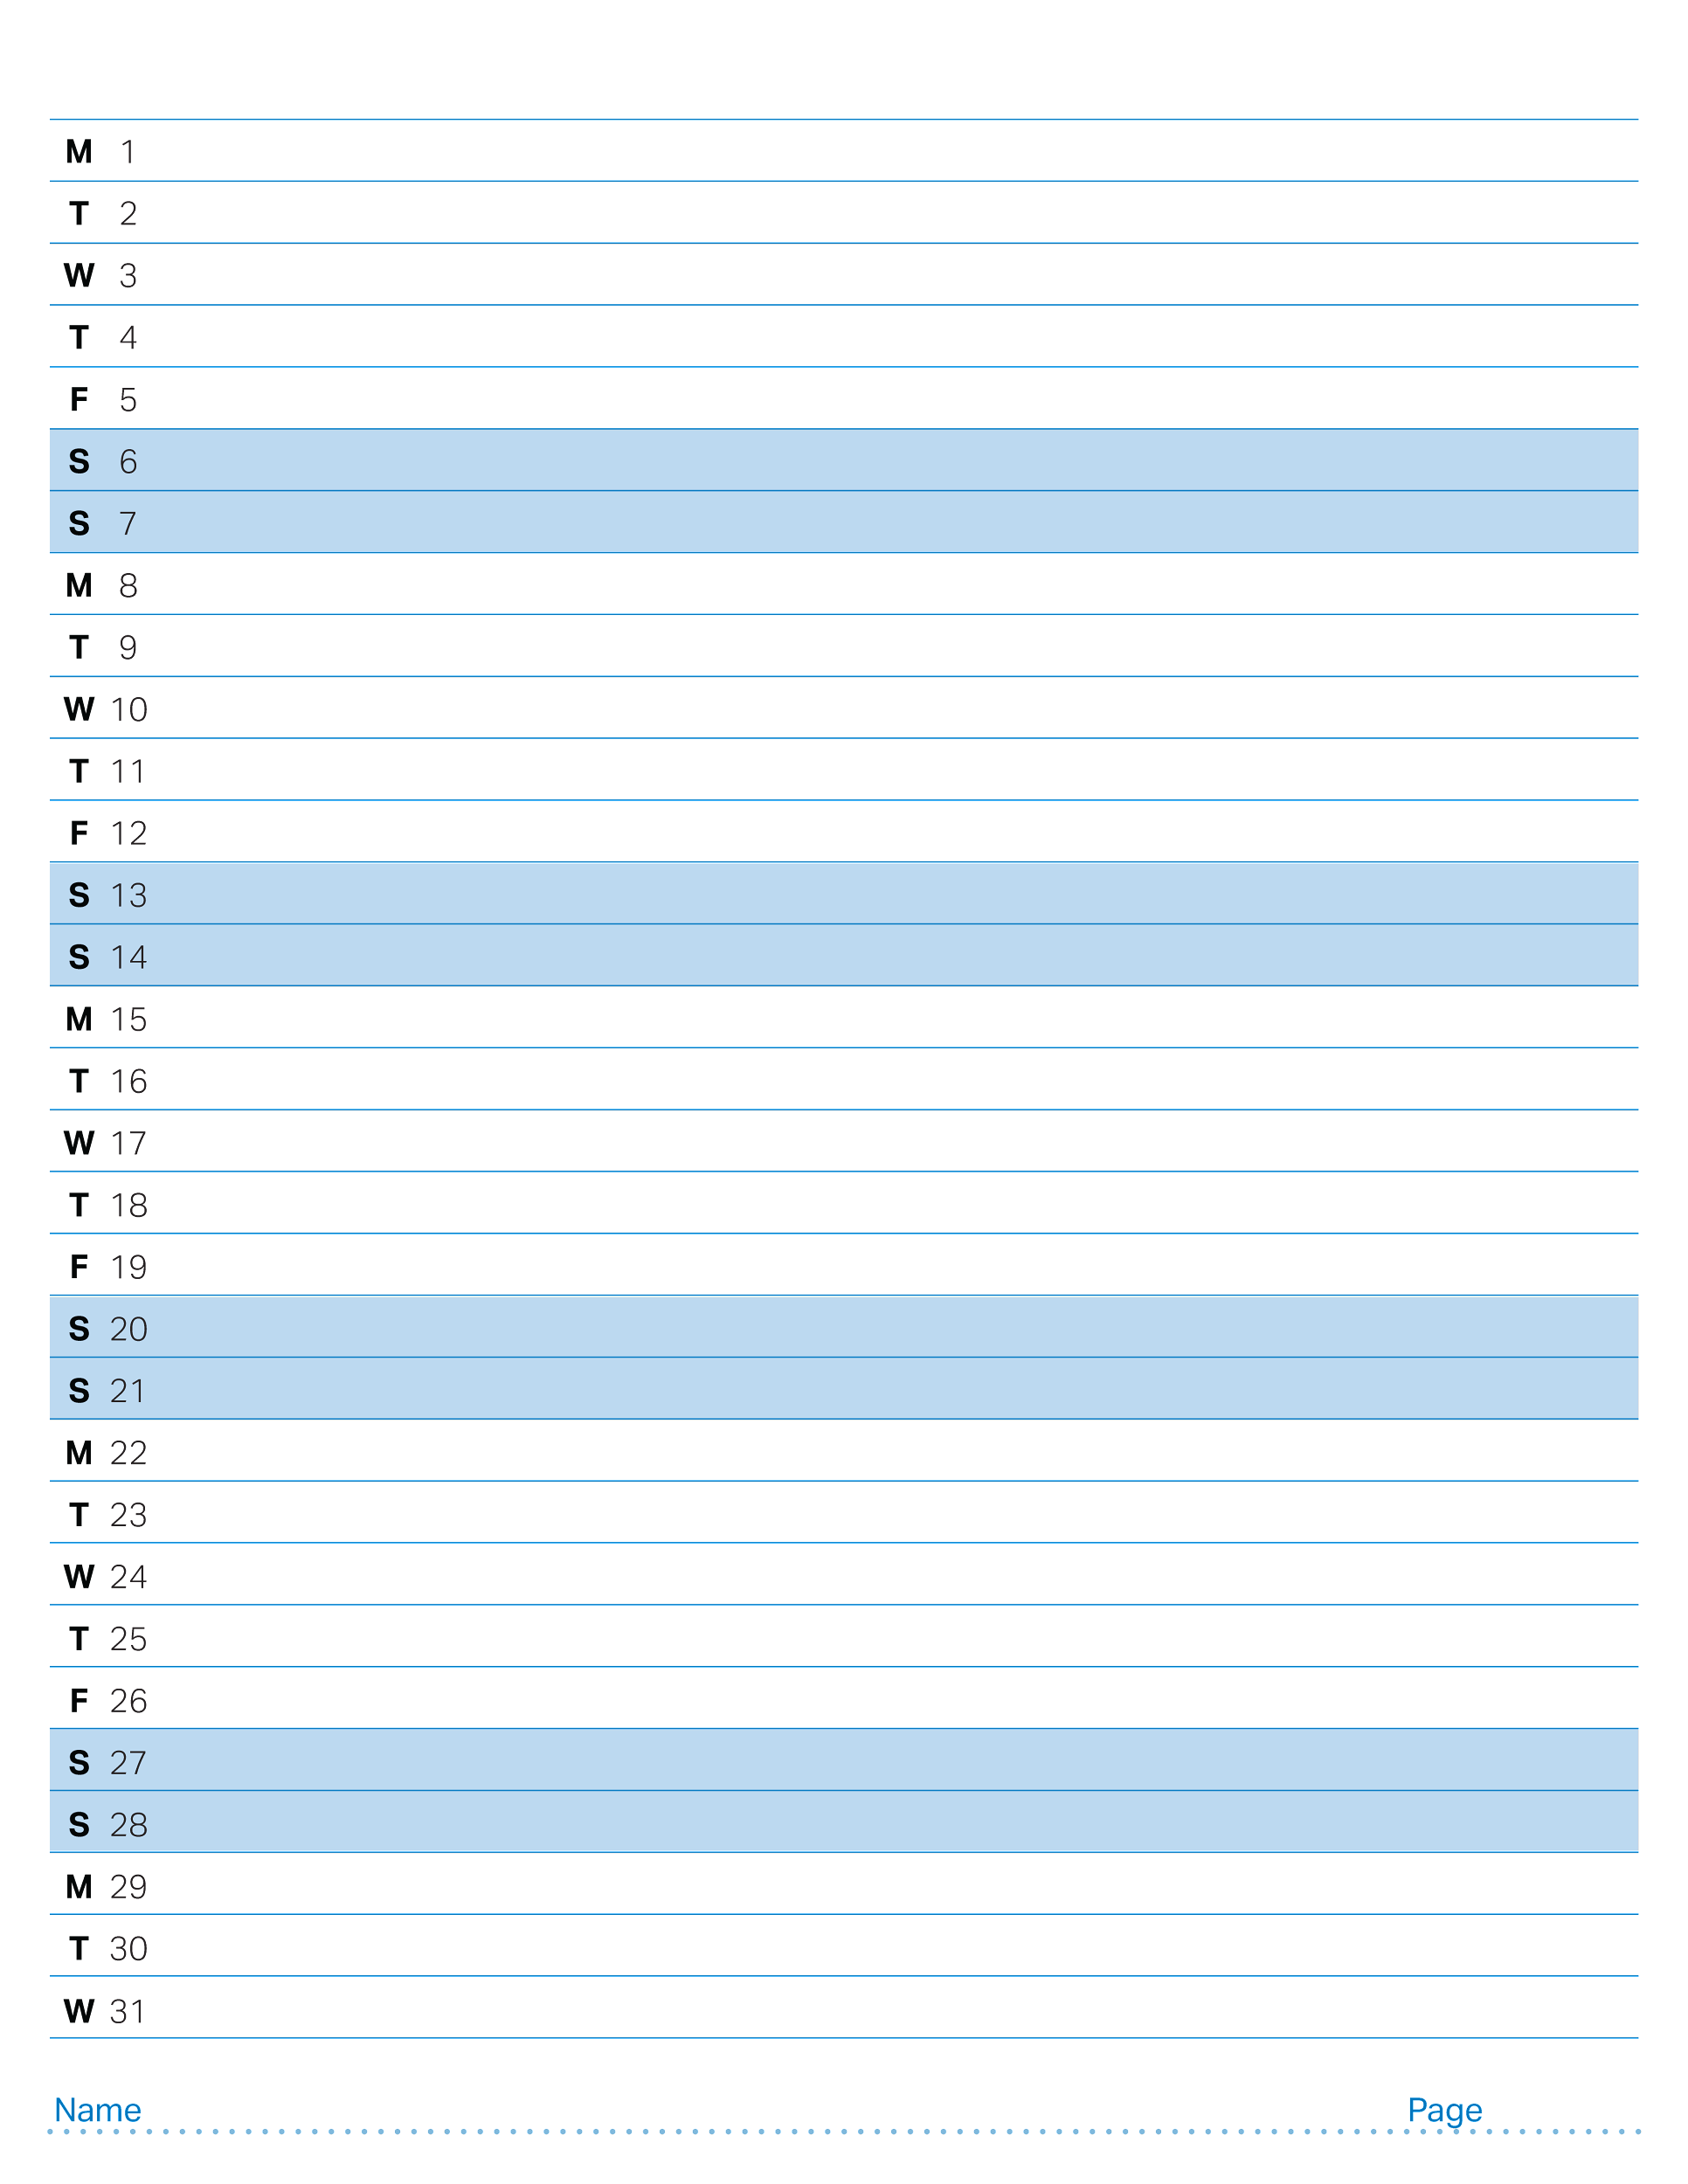 M 1
T 2
W 3
T 4
F 5
S 6
S 7
M 8
T 9
W 10
T 11
F 12
S 13
S 14
M 15
T 16
W 17
T 18
F 19
S 20
S 21
M 22
T 23
W 24
T 25
F 26
S 27
S 28
M 29
T 30
W 31
Name Page